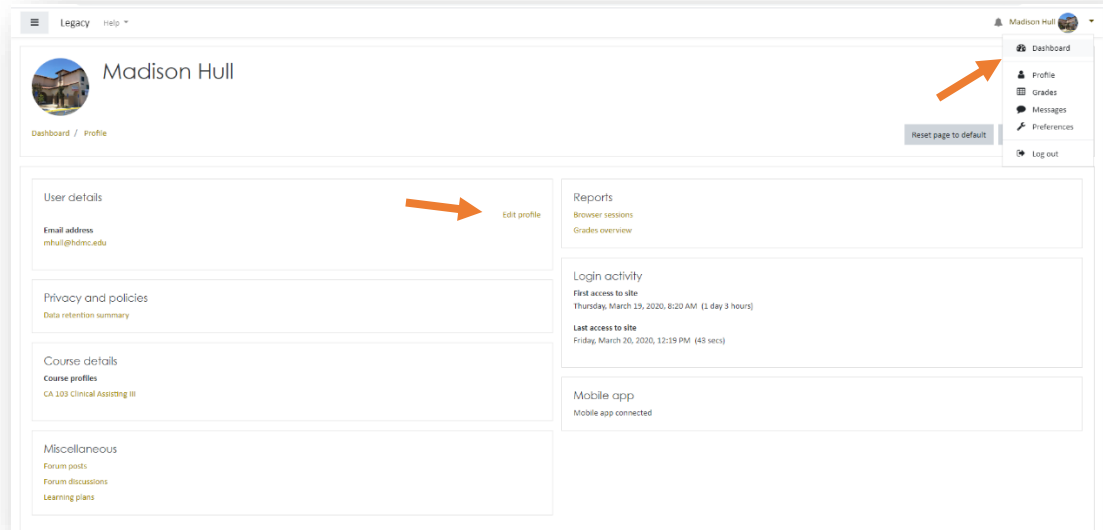 Legacy Help
Madison Hull
Dashboard
Profile
Grades
Messages
Preferences
Log out
Madison Hull
Dashboard / Profile
Reset page to default
User details
Edit profile
Email address
mhull@hdmc.edu
Privacy and policies
Data retention summary
Course details
Course profiles
CA 103 Clinical Assisting III
Miscellaneous
Forum posts
Forum discussions
Learning plans
Reports
Browser sessions
Grades overview
Login activity
First access to site
Thursday, March 19, 2020, 8:20 AM (1 day 3 hours)
Last access to site
Friday, March 20, 2020, 12:19 PM (43 secs)
Mobile app
Mobile app connected